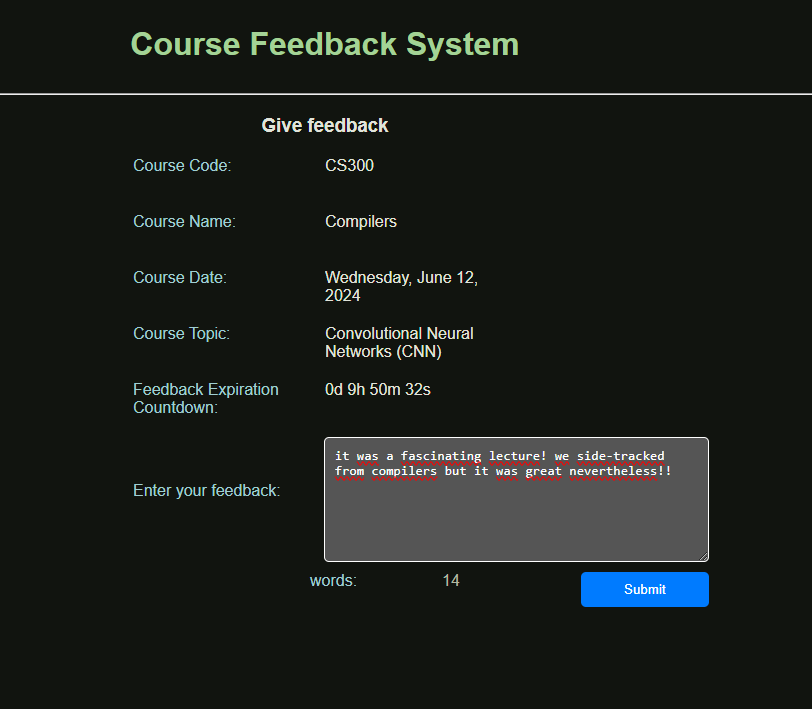 Course Feedback System
Give feedback
Course Code: CS300
Course Name: Compilers
Course Date: Wednesday, June 12,
2024
Course Topic: Convolutional Neural
Networks (CNN)
Feedback Expiration 0d 9h 50m 32s
Countdown:
it was a fascinating lecture! we side-tracked
from compilers but it was great nevertheless!!
Enter your feedback:
words: 14
Submit